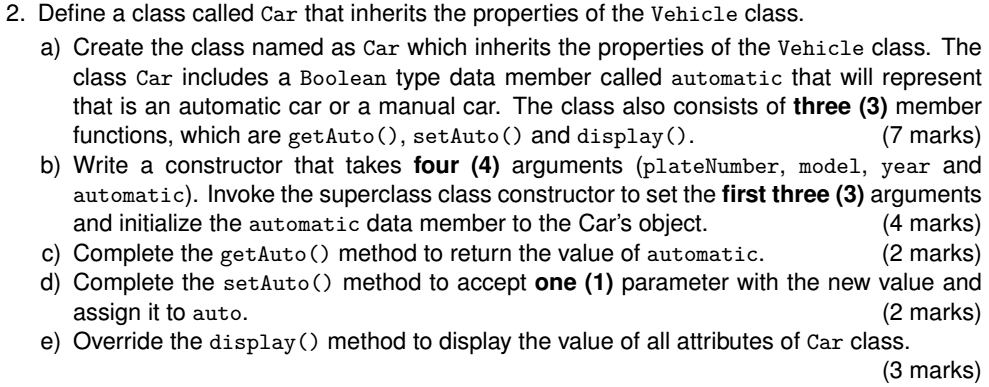 2. Define a class called Car that inherits the properties of the Vehicle class.
a) Create the class named as Car which inherits the properties of the Vehicle class. The
class Car includes a Boolean type data member called automatic that will represent
that is an automatic car or a manual car. The class also consists of three (3) member
functions, which are getAuto(), setAuto() and display(). (7 marks)
b) Write a constructor that takes four (4) arguments (plateNumber, model, year and
automatic). Invoke the superclass class constructor to set the first three (3) arguments
and initialize the automatic data member to the Car's object. (4 marks)
c) Complete the getAuto() method to return the value of automatic. (2 marks)
d) Complete the setAuto() method to accept one (1) parameter with the new value and
assign it to auto. (2 marks)
e) Override the display() method to display the value of all attributes of Car class.
(3 marks)